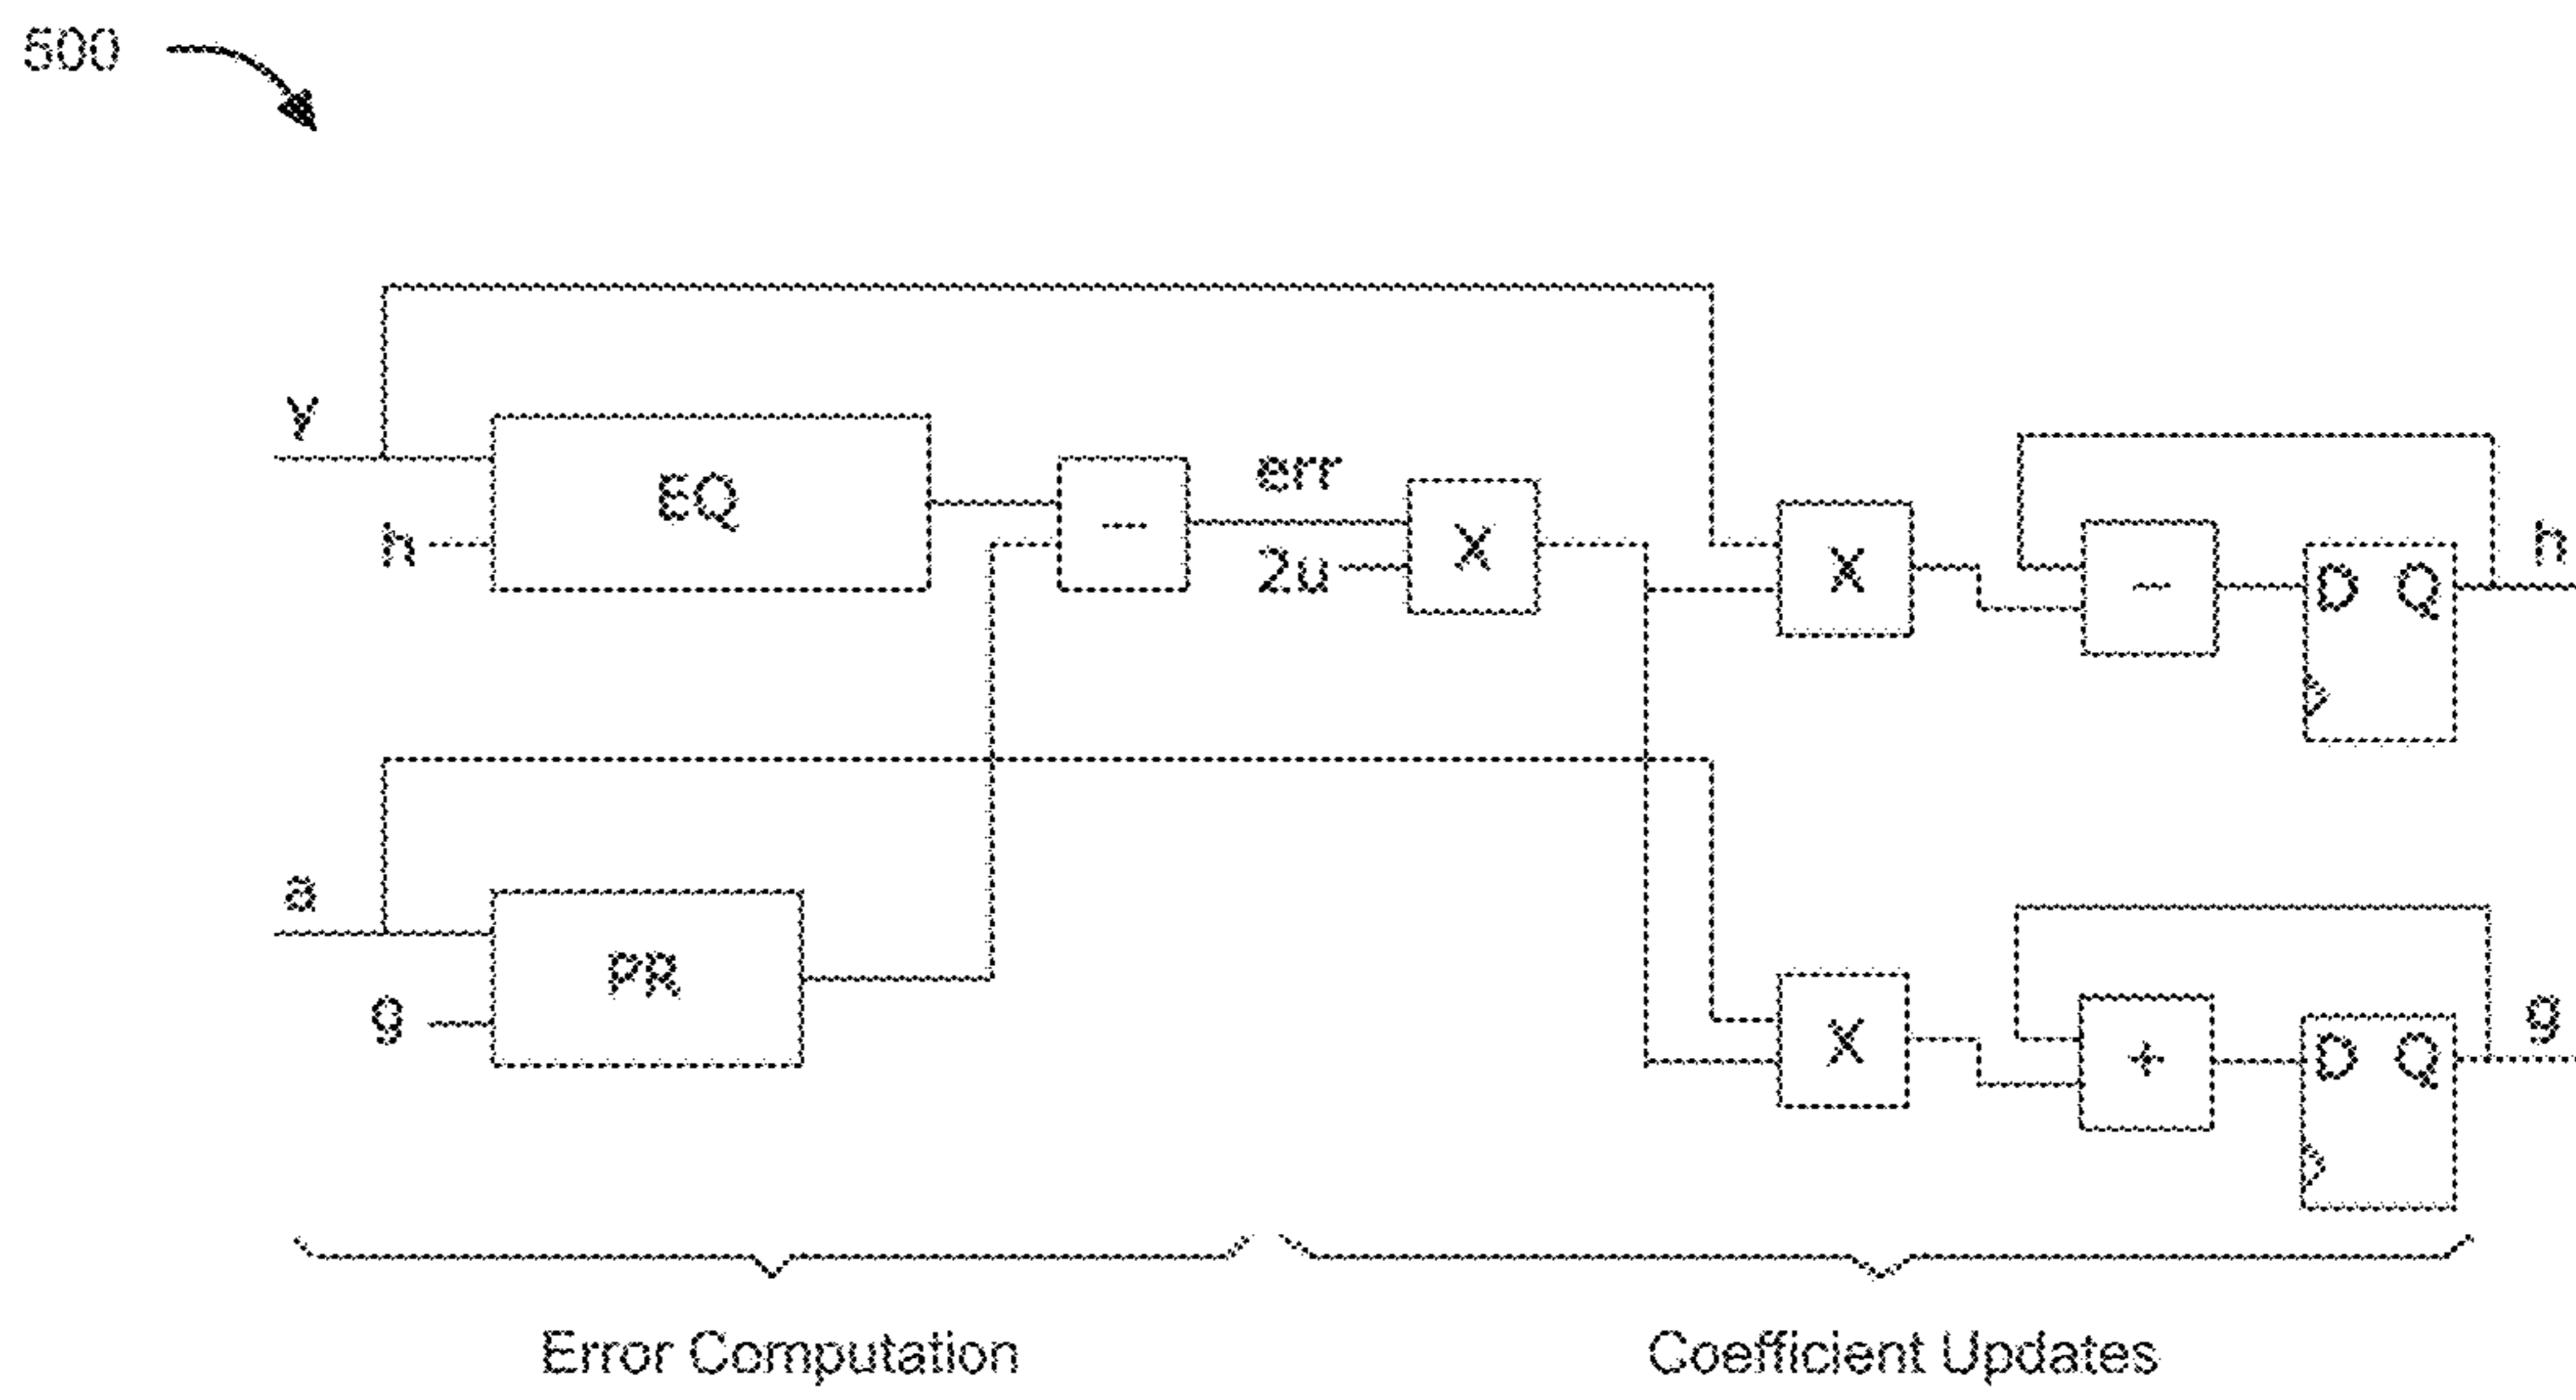 500
y
h
EQ
-
err
2u
X
X
-
D Q
h
a
g
PR
X
+
D Q
g
Error Computation
Coefficient Updates